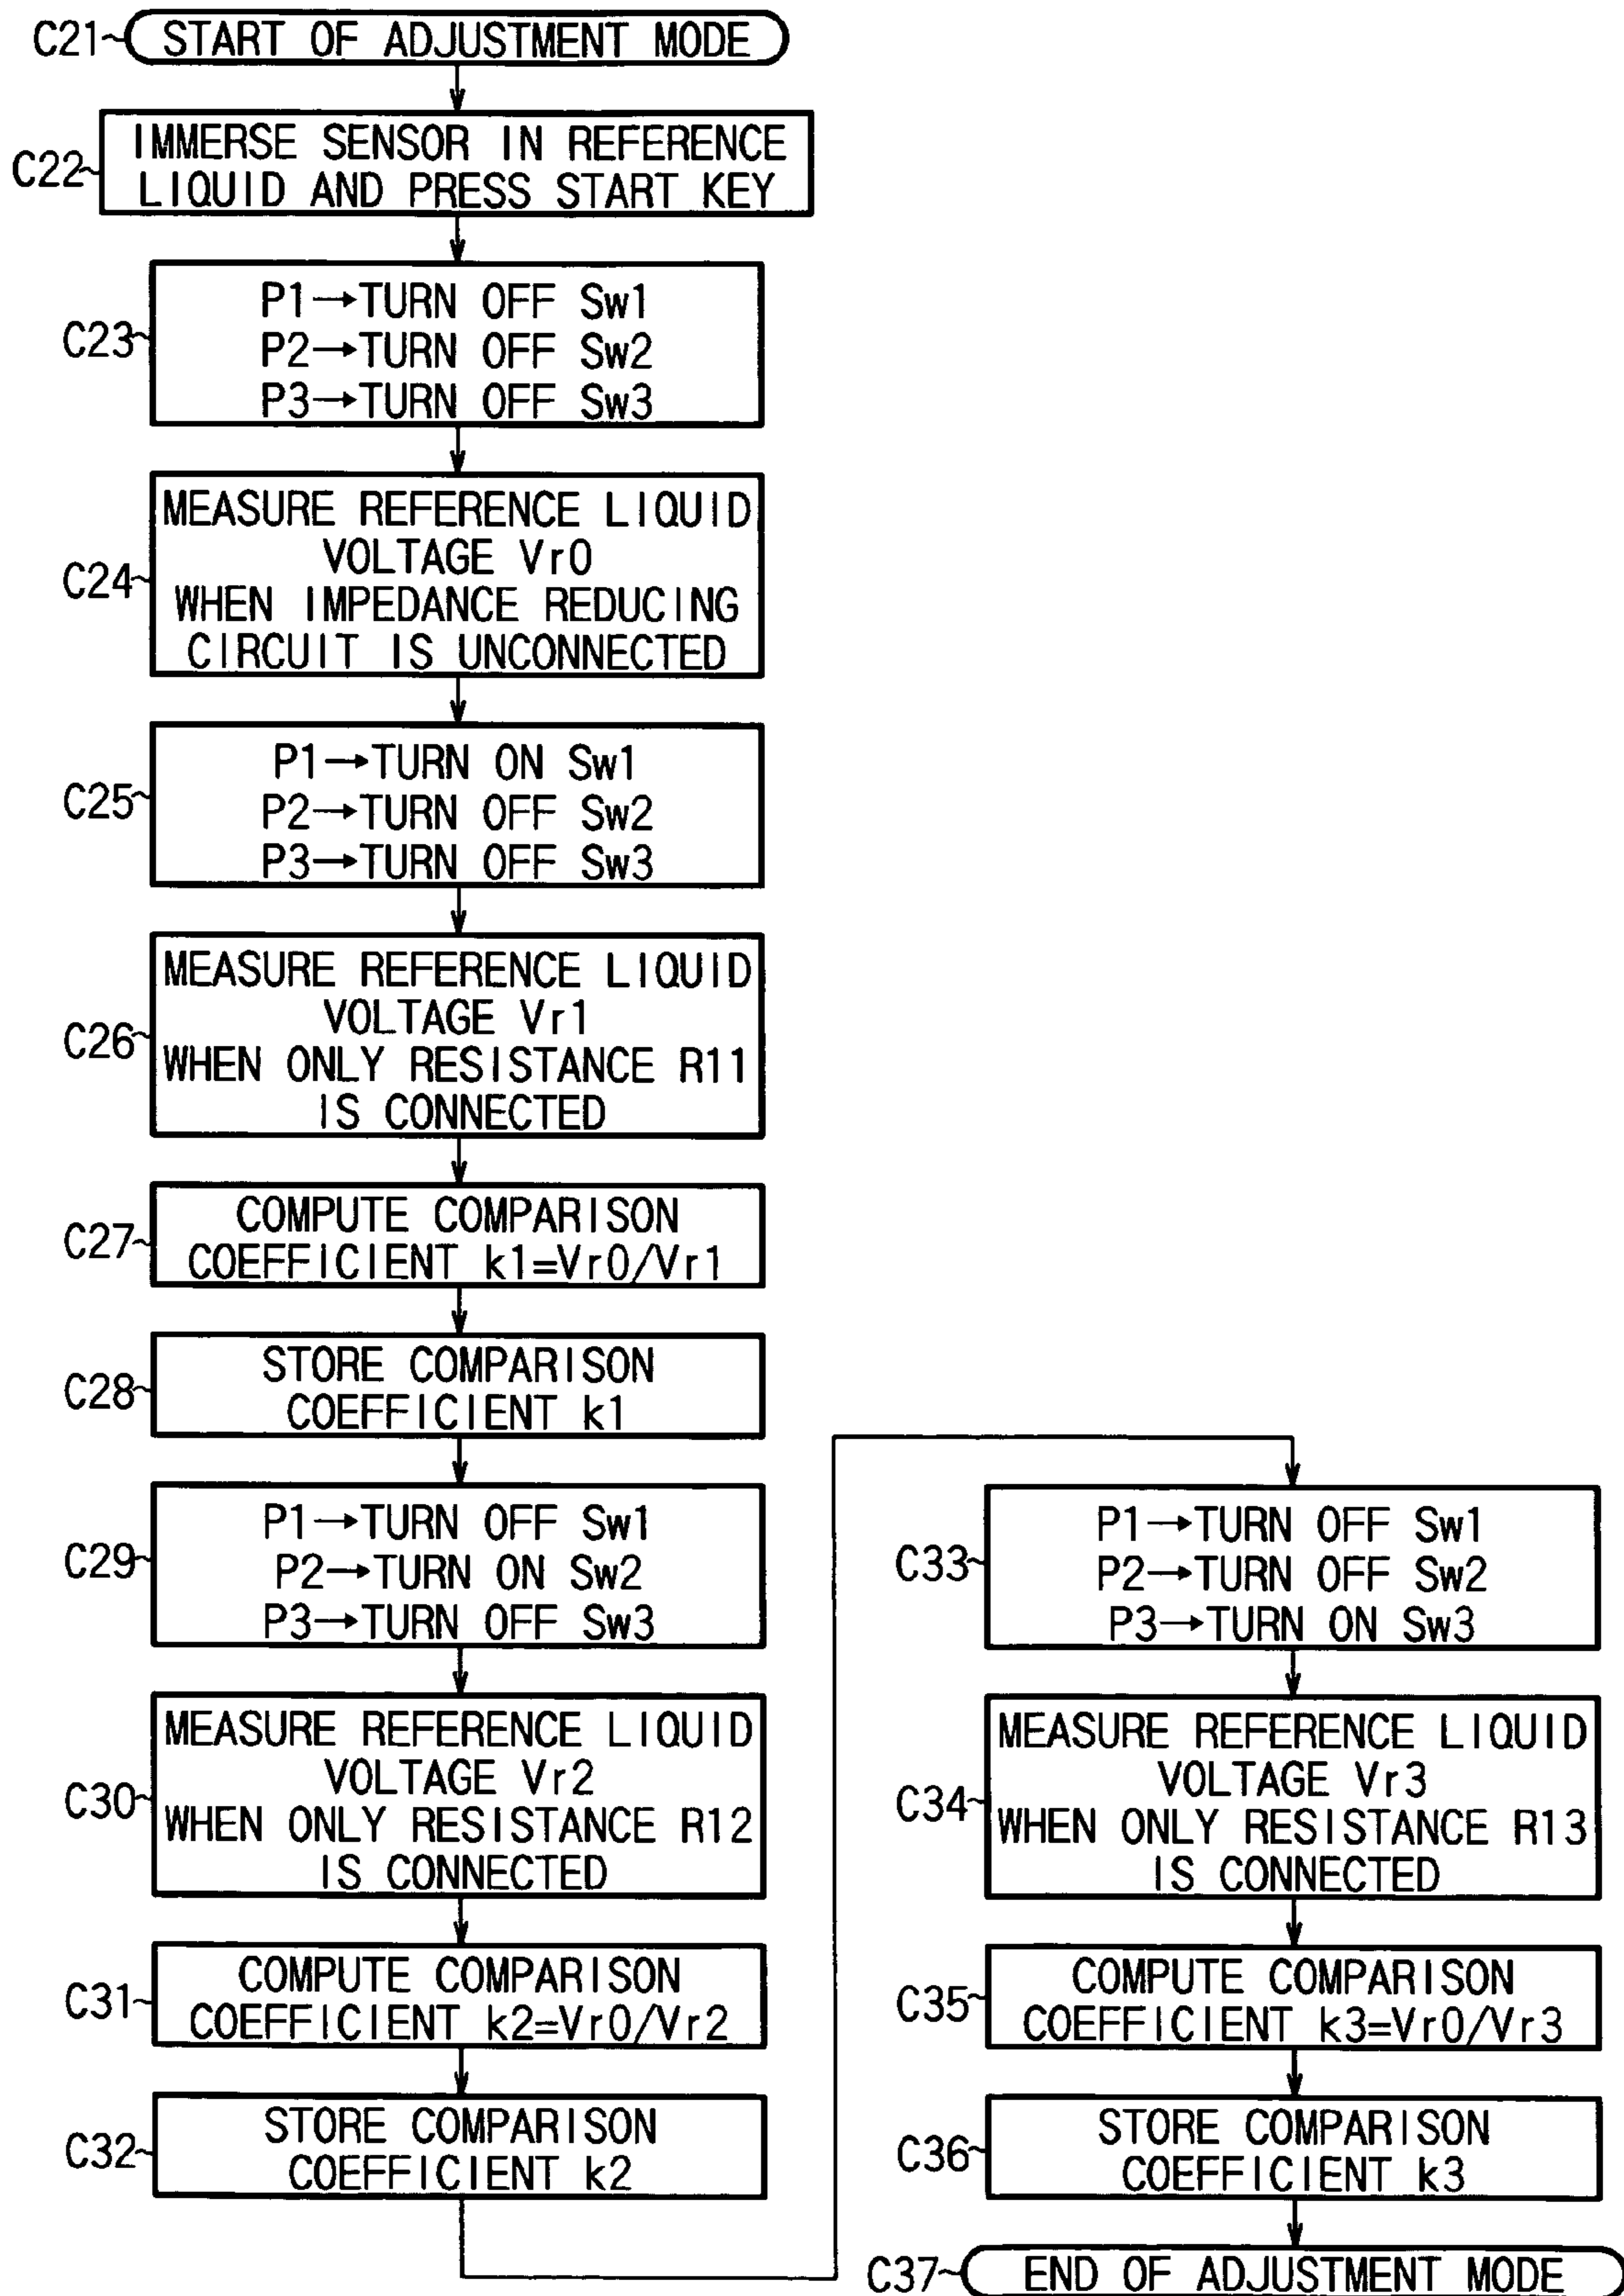 C21
START OF ADJUSTMENT MODE
C22
IMMERSE SENSOR IN REFERENCE
LIQUID AND PRESS START KEY
C23
P1→TURN OFF Sw1
P2→TURN OFF Sw2
P3→TURN OFF Sw3
C24
MEASURE REFERENCE LIQUID
VOLTAGE Vr0
WHEN IMPEDANCE REDUCING
CIRCUIT IS UNCONNECTED
C25
P1→TURN ON Sw1
P2→TURN OFF Sw2
P3→TURN OFF Sw3
C26
MEASURE REFERENCE LIQUID
VOLTAGE Vr1
WHEN ONLY RESISTANCE R11
IS CONNECTED
C27
COMPUTE COMPARISON
COEFFICIENT k1=Vr0/Vr1
C28
STORE COMPARISON
COEFFICIENT k1
C29
P1→TURN OFF Sw1
P2→TURN ON Sw2
P3→TURN OFF Sw3
C30
MEASURE REFERENCE LIQUID
VOLTAGE Vr2
WHEN ONLY RESISTANCE R12
IS CONNECTED
C31
COMPUTE COMPARISON
COEFFICIENT k2=Vr0/Vr2
C32
STORE COMPARISON
COEFFICIENT k2
C33
P1→TURN OFF Sw1
P2→TURN OFF Sw2
P3→TURN ON Sw3
C34
MEASURE REFERENCE LIQUID
VOLTAGE Vr3
WHEN ONLY RESISTANCE R13
IS CONNECTED
C35
COMPUTE COMPARISON
COEFFICIENT k3=Vr0/Vr3
C36
STORE COMPARISON
COEFFICIENT k3
C37
END OF ADJUSTMENT MODE